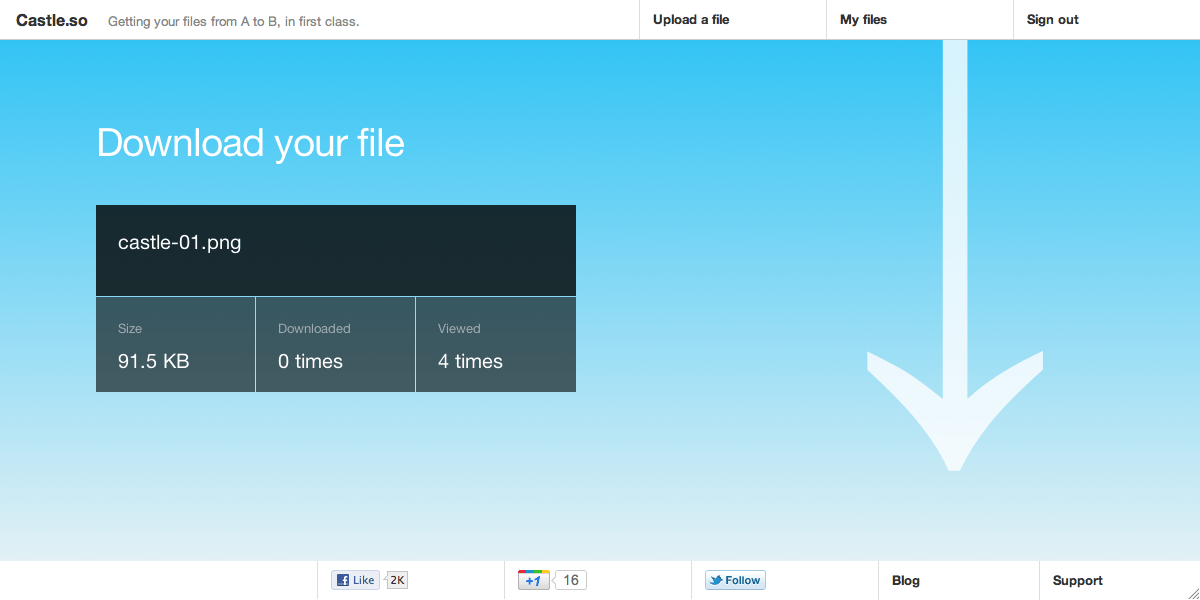 Castle.so Getting your files from A to B, in first class. Upload a file My files Sign out
Download your file
castle-01.png
Size Downloaded Viewed
91.5 KB 0 times 4 times
f Like 2K +1 16 Follow Blog Support